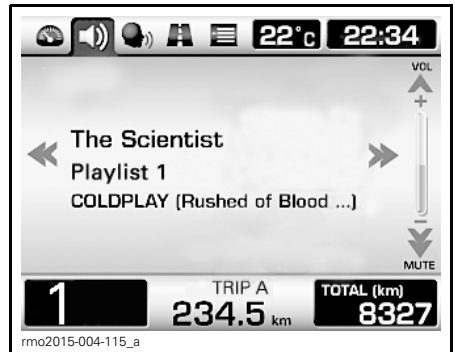 22°c 22:34
VOL
+
The Scientist
Playlist 1
COLDPLAY (Rushed of Blood ...)
−
MUTE
1
TRIP A
234.5 km
TOTAL (km)
8327
rmo2015-004-115_a